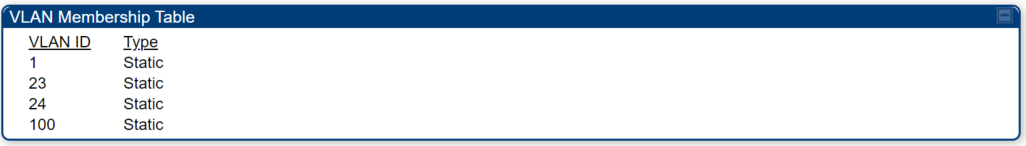 VLAN Membership Table
VLAN ID Type
1 Static
23 Static
24 Static
100 Static